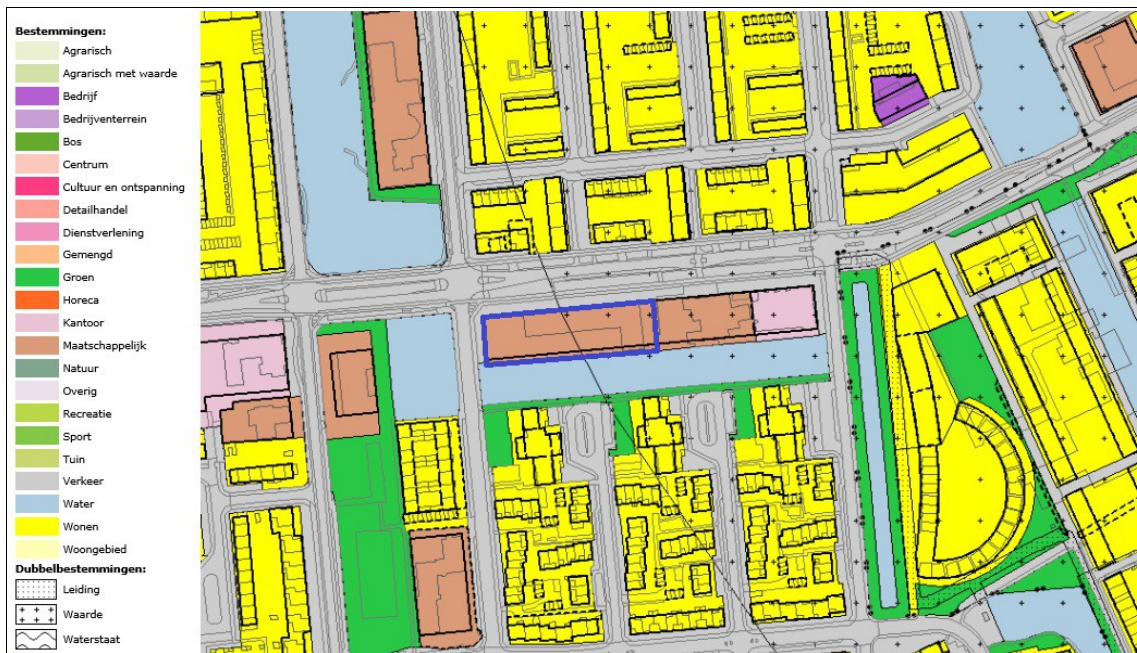 Bestemmingen:
Agrarisch
Agrarisch met waarde
Bedrijf
Bedrijventerrein
Bos
Centrum
Cultuur en ontspanning
Detailhandel
Dienstverlening
Gemengd
Groen
Horeca
Kantoor
Maatschappelijk
Natuur
Overig
Recreatie
Sport
Tuin
Verkeer
Water
Wonen
Woongebied
Dubbelbestemmingen:
Leiding
Waarde
Waterstaat